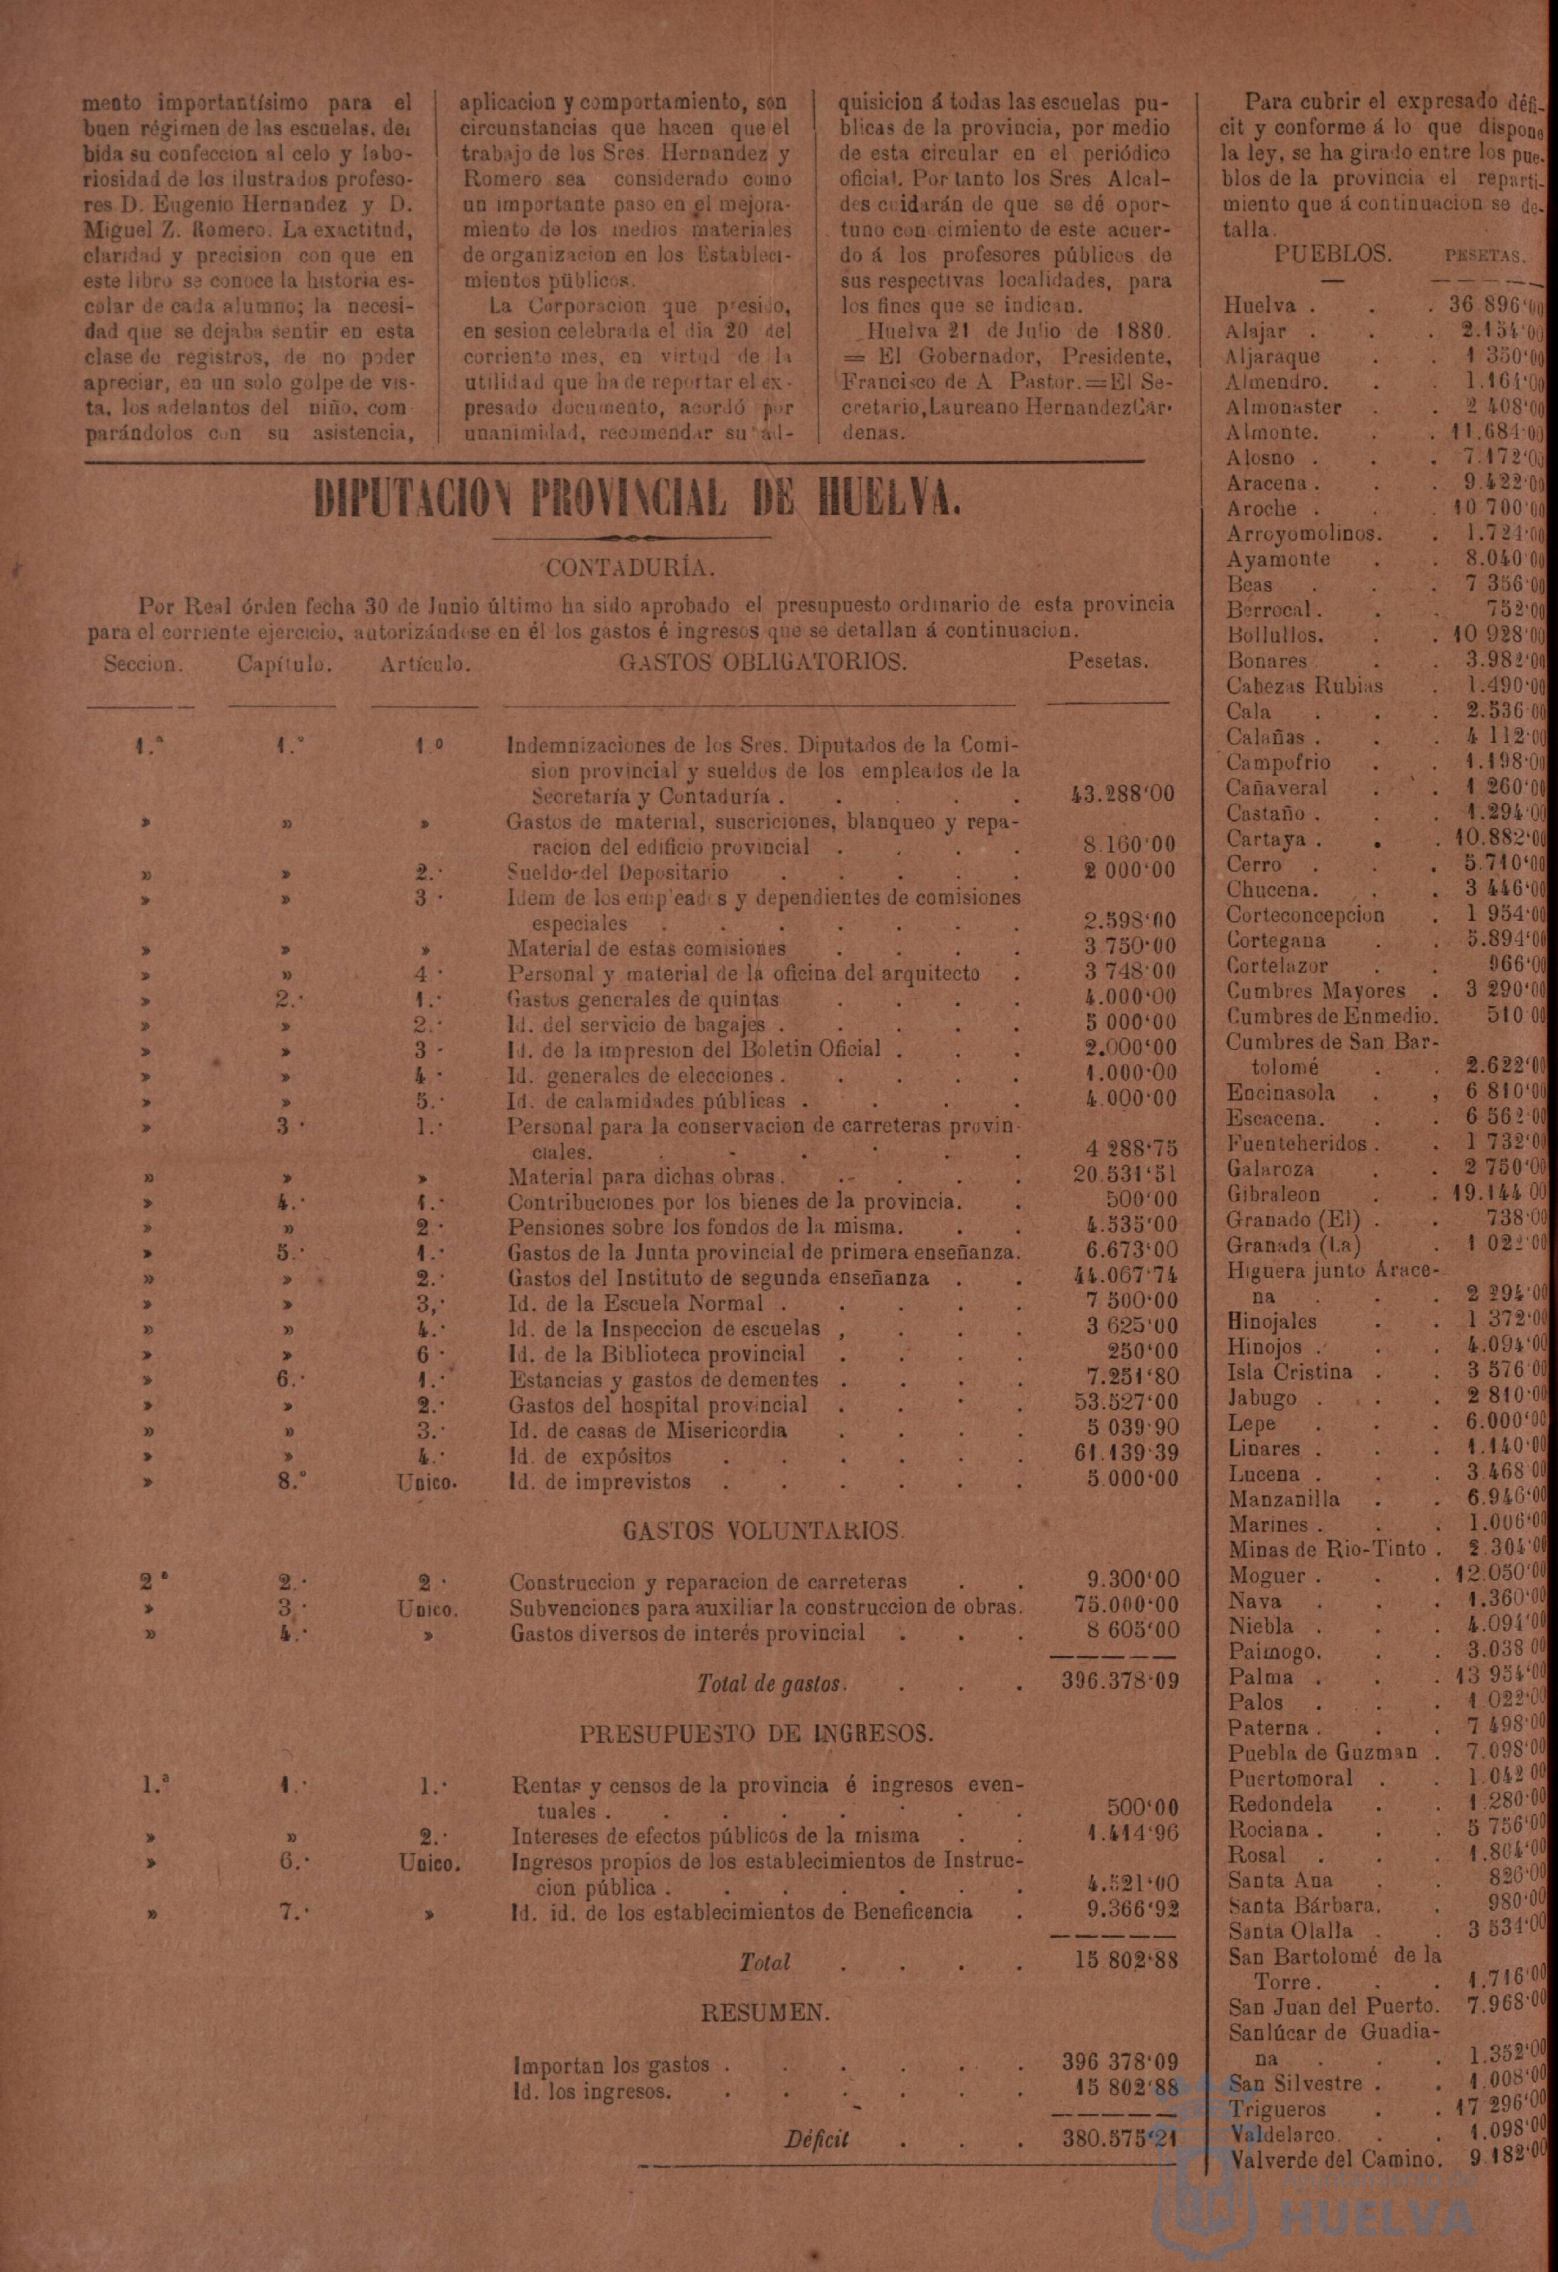 mento importantísimo para el
buen régimen de las escuelas, de
bida su confeccion al celo y labo-
riosidad de los ilustrados profeso-
res D. Eugenio Hernandez y D.
Miguel Z. Romero. La exactitud,
claridad y precision con que en
este libro se conoce la historia es-
colar de cada alumno; la necesi-
dad que se dejaba sentir en esta
clase de registros, de no poder
apreciar, en un solo golpe de vis-
ta, los adelantos del niño, com-
parándolos con su asistencia,
aplicacion y comportamiento, son
circunstancias que hacen que el
trabajo de los Sres. Hernandez y
Romero sea considerado como
un importante paso en el mejora-
miento de los medios materiales
de organizacion en los Estableci-
mientos públicos.
La Corporacion que presido,
en sesion celebrada el dia 20 del
corriente mes, en virtud de la
utilidad que ha de reportar el ex-
presado documento, acordó por
unanimidad, recomendar su ad-
quisicion á todas las escuelas pú-
blicas de la provincia, por medio
de esta circular en el periódico
oficial. Por tanto los Sres Alcal-
des cuidarán de que se dé opor-
tuno conocimiento de este acuer-
do á los profesores públicos de
sus respectivas localidades, para
los fines que se indican.
Huelva 21 de Julio de 1880.
= El Gobernador, Presidente,
Francisco de A Pastor.=El Se-
cretario, Laureano Hernandez Cár-
denas.
DIPUTACION PROVINCIAL DE HUELVA.
CONTADURÍA.
Por Real órden fecha 30 de Junio último ha sido aprobado el presupuesto ordinario de esta provincia
para el corriente ejercicio, autorizándose en él los gastos é ingresos que se detallan á continuacion.
Seccion. Capítulo. Artículo. GASTOS OBLIGATORIOS. Pesetas.
1.ª 1.º 1.º Indemnizaciones de los Sres. Diputados de la Comi-
sion provincial y sueldos de los empleados de la
Secretaría y Contaduría . 43.288'00
» » » Gastos de material, suscriciones, blanqueo y repa-
racion del edificio provincial . 8.160'00
» » 2.º Sueldo del Depositario 2 000'00
» » 3º Idem de los empleados y dependientes de comisiones
especiales . 2.598'00
» » » Material de estas comisiones 3.750'00
» » 4º Personal y material de la oficina del arquitecto . 3 748'00
» 2.º 1.º Gastos generales de quintas 4.000'00
» » 2.º Id. del servicio de bagajes . 5 000'00
» » 3º Id. de la impresion del Boletin Oficial . 2.000'00
» » 4º Id. generales de elecciones . 1.000'00
» » 5.º Id. de calamidades públicas . 4.000'00
» 3º 1.º Personal para la conservacion de carreteras provin-
ciales. 4 288'75
» » » Material para dichas obras . 20.531'51
» 4.º 1.º Contribuciones por los bienes de la provincia. 500'00
» » 2º Pensiones sobre los fondos de la misma. 4.535'00
» 5.º 1.º Gastos de la Junta provincial de primera enseñanza. 6.673'00
» » 2.º Gastos del Instituto de segunda enseñanza . 44.067'74
» » 3,º Id. de la Escuela Normal . 7 500'00
» » 4.º Id. de la Inspeccion de escuelas , 3 625'00
» » 6º Id. de la Biblioteca provincial . 250'00
» 6.º 1.º Estancias y gastos de dementes . 7.251'80
» » 2.º Gastos del hospital provincial . 53.527'00
» » 3.º Id. de casas de Misericordia . 5 039'90
» » 4.º Id. de expósitos . 61.139'39
» 8.º Unico. Id. de imprevistos . 5.000'00
GASTOS VOLUNTARIOS.
2ª 2.º 2º Construccion y reparacion de carreteras . 9.300'00
» 3.º Unico. Subvenciones para auxiliar la construccion de obras. 75.000'00
» 4.º » Gastos diversos de interés provincial . 8 605'00
Total de gastos. 396.378'09
PRESUPUESTO DE INGRESOS.
1.ª 1.º 1.º Rentas y censos de la provincia é ingresos even-
tuales . 500'00
» » 2.º Intereses de efectos públicos de la misma . 1.414'96
» 6.º Unico. Ingresos propios de los establecimientos de Instruc-
cion pública . 4.521'00
» 7.º » Id. id. de los establecimientos de Beneficencia . 9.366'92
Total . 15 802'88
RESUMEN.
Importan los gastos . 396 378'09
Id. los ingresos. 15 802'88
Déficit . 380.575'21
Para cubrir el expresado défi-
cit y conforme á lo que dispone
la ley, se ha girado entre los pue-
blos de la provincia el reparti-
miento que á continuacion se de-
talla.
PUEBLOS. PESETAS.
Huelva . 36 896'00
Alajar . 2.154'00
Aljaraque . 1 350'00
Almendro. 1.164'00
Almonaster . 2 408'00
Almonte. 11.684'00
Alosno . 7.172'00
Aracena . 9.422'00
Aroche . 10 700'00
Arroyomolinos. 1.724'00
Ayamonte . 8.040'00
Beas . 7 356'00
Berrocal . 752'00
Bollullos. 10 928'00
Bonares . 3.982'00
Cabezas Rubias . 1.490'00
Cala . 2.536'00
Calañas . 4 112'00
Campofrio . 1.198'00
Cañaveral . 1 260'00
Castaño . 1.294'00
Cartaya . 10.882'00
Cerro . 5.710'00
Chucena. 3 446'00
Corteconcepcion . 1 954'00
Cortegana . 5.894'00
Cortelazor . 966'00
Cumbres Mayores . 3 290'00
Cumbres de Enmedio. 510 00
Cumbres de San Bar-
tolomé . 2.622'00
Encinasola . 6 810'00
Escacena. 6 562'00
Fuenteheridos . 1 732'00
Galaroza . 2 750'00
Gibraleon . 19.144 00
Granado (El) . 738'00
Granada (La) . 1 022'00
Higuera junto Arace-
na . 2 294'00
Hinojales . 1 372'00
Hinojos . 4.094'00
Isla Cristina . 3 576'00
Jabugo . 2 810'00
Lepe . 6.000'00
Linares . 1.140'00
Lucena . 3.468 00
Manzanilla . 6.946'00
Marines . 1.006'00
Minas de Rio-Tinto . 2.304'00
Moguer . 12.050'00
Nava . 1.360'00
Niebla . 4.094'00
Paimogo. 3.038 00
Palma . 13 954'00
Palos . 1.022'00
Paterna . 7 498'00
Puebla de Guzman . 7.098'00
Puertomoral . 1.042 00
Redondela . 1.280'00
Rociana . 5 756'00
Rosal . 1.804'00
Santa Ana . 826'00
Santa Bárbara. 980'00
Santa Olalla . 3 534'00
San Bartolomé de la
Torre . 1.716'00
San Juan del Puerto. 7.968'00
Sanlúcar de Guadia-
na . 1.352'00
San Silvestre . 1.008'00
Trigueros . 17 296'00
Valdelarco. 1.098'00
Valverde del Camino. 9.182'00
Ayuntamiento de
HUELVA